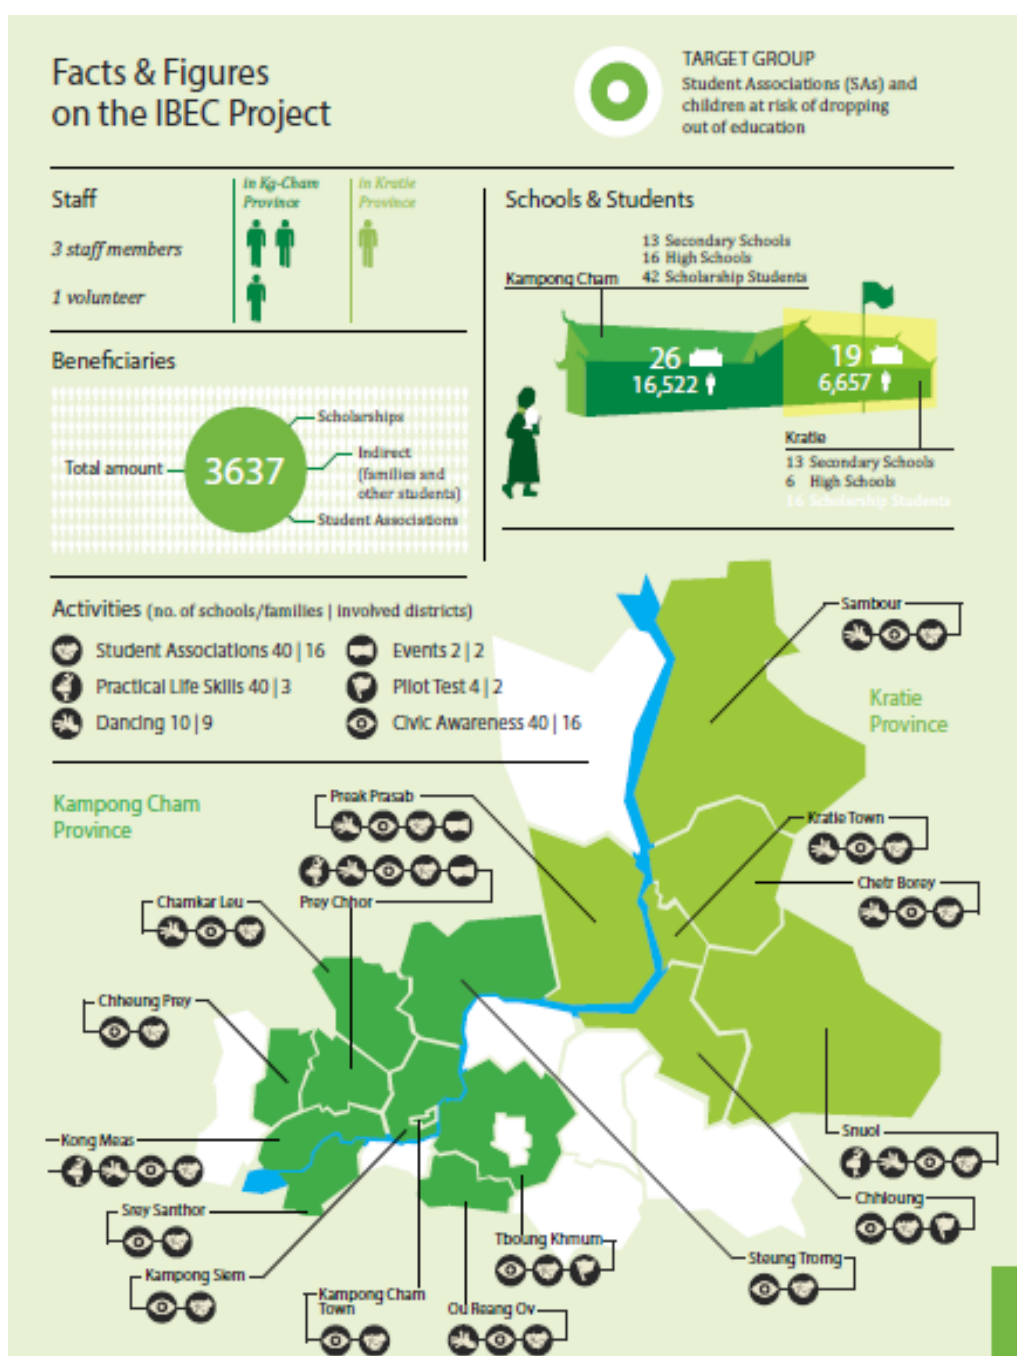 Facts & Figures
on the IBEC Project
TARGET GROUP
Student Associations (SAs) and
children at risk of dropping
out of education
Staff
in Kg-Cham
Province
in Kratie
Province
3 staff members
1 volunteer
Schools & Students
13 Secondary Schools
16 High Schools
42 Scholarship Students
Kampong Cham
26
16,522
19
6,657
Kratie
13 Secondary Schools
6 High Schools
16 Scholarship Students
Beneficiaries
Total amount
3637
Scholarships
Indirect
(families and
other students)
Student Associations
Activities (no. of schools/families | involved districts)
Student Associations 40 | 16
Events 2 | 2
Practical Life Skills 40 | 3
Pilot Test 4 | 2
Dancing 10 | 9
Civic Awareness 40 | 16
Sambour
Kratie
Province
Kampong Cham
Province
Preak Prasab
Kratie Town
Chetr Borey
Prey Chhor
Chamkar Leu
Chheung Prey
Kong Meas
Snuol
Srey Santhor
Chhloung
Tboung Khmum
Steung Tromg
Kampong Siem
Kampong Cham
Town
Ou Reang Ov